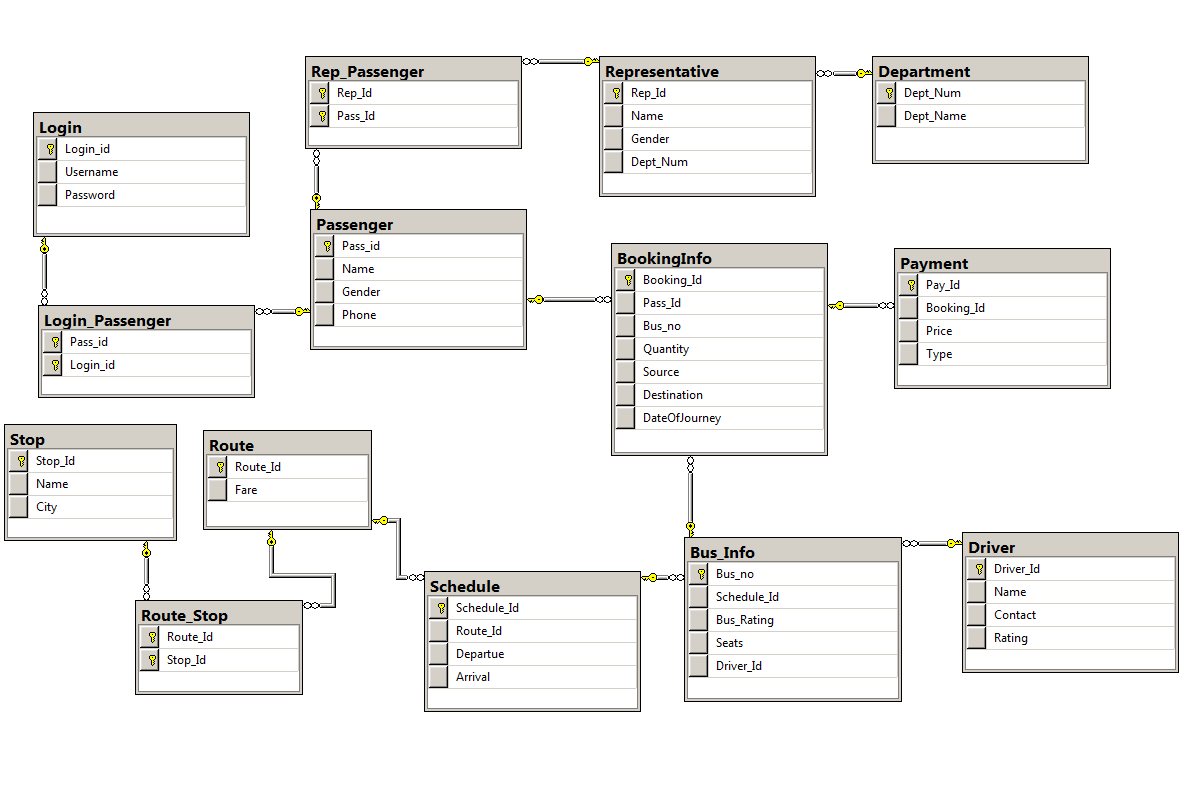 Rep_Passenger
Rep_Id
Pass_Id
Representative
Rep_Id
Name
Gender
Dept_Num
Department
Dept_Num
Dept_Name
Login
Login_id
Username
Password
Passenger
Pass_id
Name
Gender
Phone
BookingInfo
Booking_Id
Pass_Id
Bus_no
Quantity
Source
Destination
DateOfJourney
Payment
Pay_Id
Booking_Id
Price
Type
Login_Passenger
Pass_id
Login_id
Stop
Stop_Id
Name
City
Route
Route_Id
Fare
Bus_Info
Bus_no
Schedule_Id
Bus_Rating
Seats
Driver_Id
Driver
Driver_Id
Name
Contact
Rating
Schedule
Schedule_Id
Route_Id
Departue
Arrival
Route_Stop
Route_Id
Stop_Id